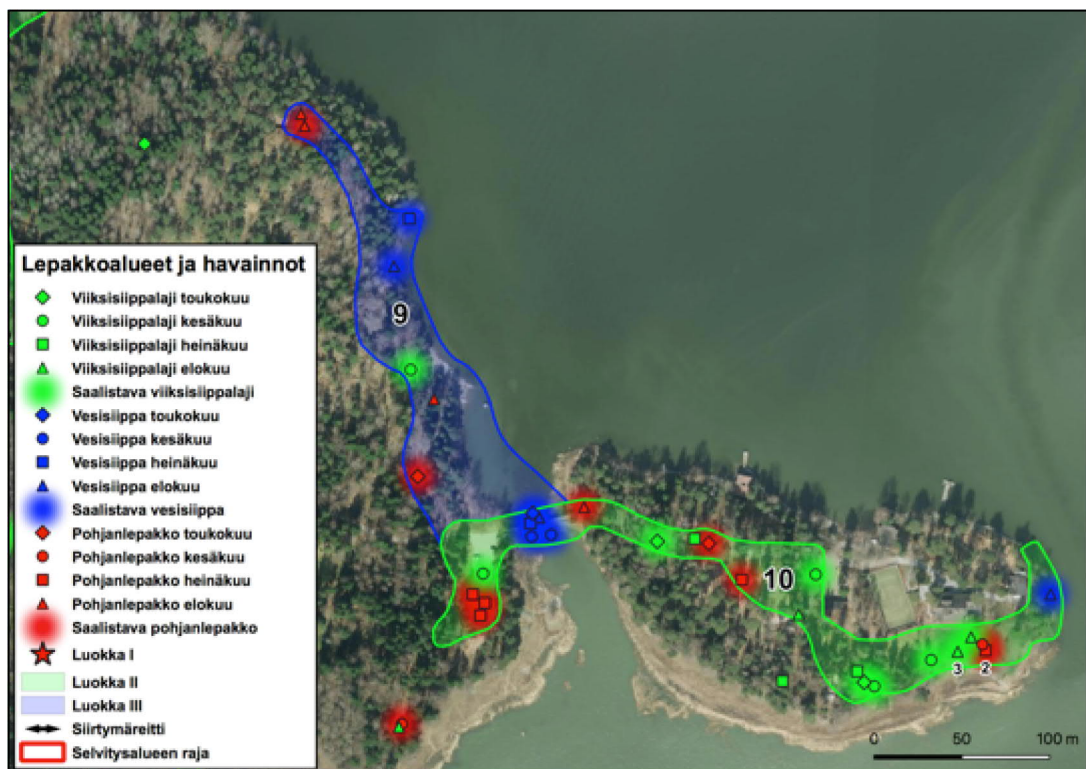 Lepakkoalueet ja havainnot
Viiksisiippalaji toukokuu
Viiksisiippalaji kesäkuu
Viiksisiippalaji heinäkuu
Viiksisiippalaji elokuu
Saalistava viiksisiippalaji
Vesisiippa toukokuu
Vesisiippa kesäkuu
Vesisiippa heinäkuu
Vesisiippa elokuu
Saalistava vesisiippa
Pohjanlepakko toukokuu
Pohjanlepakko kesäkuu
Pohjanlepakko heinäkuu
Pohjanlepakko elokuu
Saalistava pohjanlepakko
Luokka I
Luokka II
Luokka III
Siirtymäreitti
Selvitysalueen raja
9
10
3
2
0 50 100 m